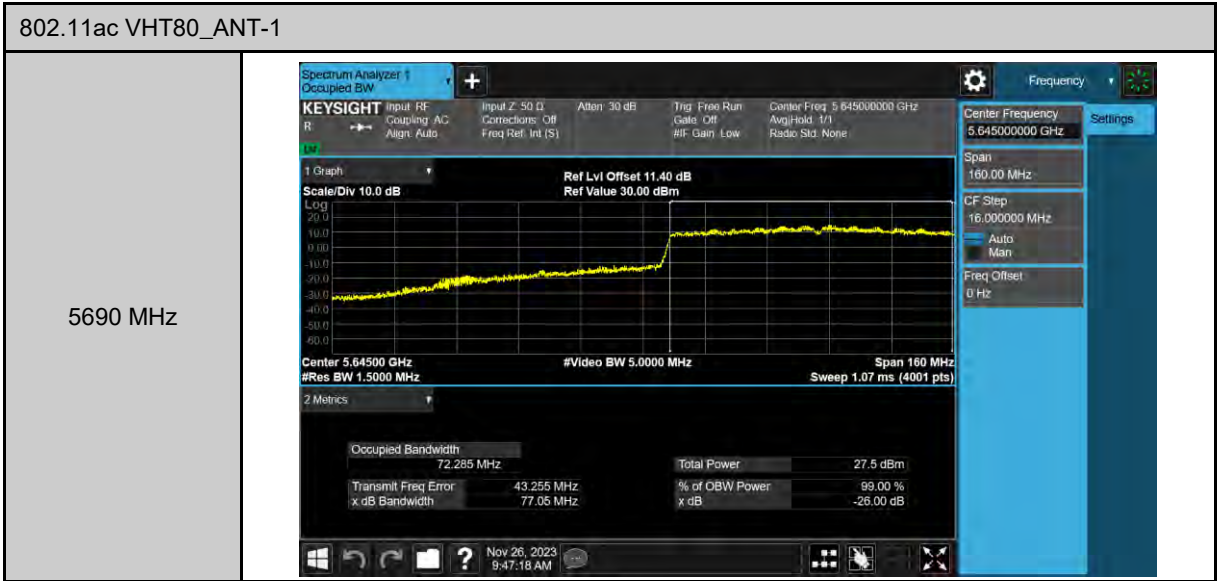 802.11ac VHT80_ANT-1
5690 MHz
Spectrum Analyzer 1
Occupied BW
Frequency
KEYSIGHT
R
Input: RF
Coupling: AC
Align: Auto
Input Z: 50 Ω
Corrections: Off
Freq Ref: Int (S)
Atten: 30 dB
Trig: Free Run
Gate: Off
#IF Gain: Low
Center Freq: 5.645000000 GHz
Avg|Hold: 1/1
Radio Std: None
1 Graph
Scale/Div 10.0 dB
Ref Lvl Offset 11.40 dB
Ref Value 30.00 dBm
Log
20.0
10.0
0.00
-10.0
-20.0
-30.0
-40.0
-50.0
-60.0
Center 5.64500 GHz
#Video BW 5.0000 MHz
Span 160 MHz
#Res BW 1.5000 MHz
Sweep 1.07 ms (4001 pts)
2 Metrics
Occupied Bandwidth
72.285 MHz
Total Power 27.5 dBm
Transmit Freq Error 43.255 MHz
% of OBW Power 99.00 %
x dB Bandwidth 77.05 MHz
x dB -26.00 dB
Center Frequency
5.645000000 GHz
Settings
Span
160.00 MHz
CF Step
16.000000 MHz
Auto
Man
Freq Offset
0 Hz
?
Nov 26, 2023
9:47:18 AM